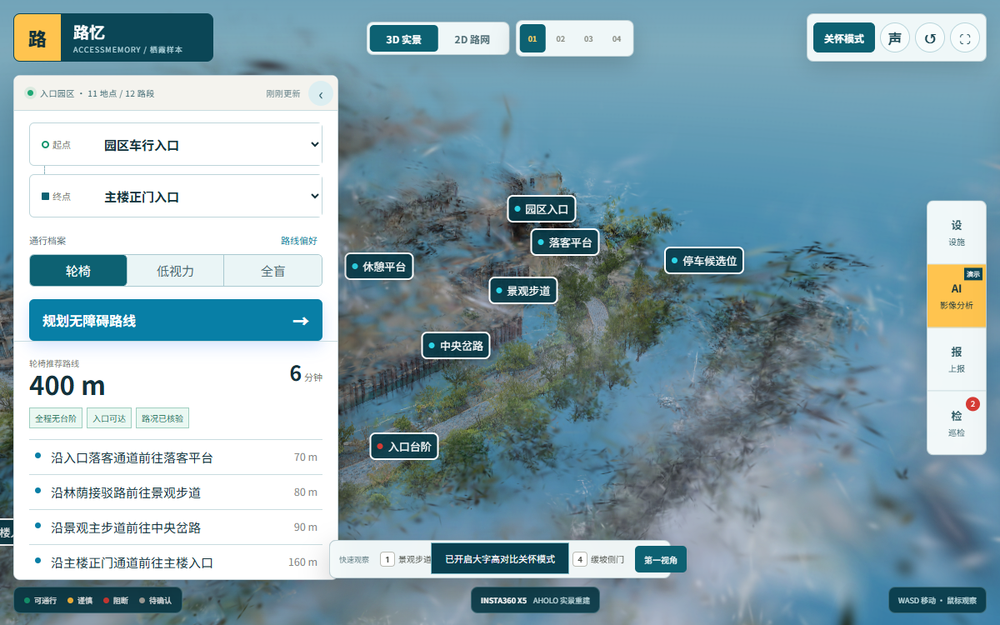 路
路忆
ACCESSMEMORY / 栖霞样本
3D 实景
2D 路网
01
02
03
04
关怀模式
声
入口园区 · 11 地点 / 12 路段
刚刚更新
起点
园区车行入口
终点
主楼正门入口
通行档案
路线偏好
轮椅
低视力
全盲
规划无障碍路线
轮椅推荐路线
400 m
6 分钟
全程无台阶
入口可达
路况已核验
沿入口落客通道前往落客平台
70 m
沿林荫接驳路前往景观步道
80 m
沿景观主步道前往中央岔路
90 m
沿主楼正门通道前往主楼入口
160 m
园区入口
落客平台
休憩平台
停车候选位
景观步道
中央岔路
入口台阶
楼
设
设施
演示
AI
影像分析
报
上报
2
检
巡检
快速观察
1
景观步道
已开启大字高对比关怀模式
4
缓坡侧门
第一视角
可通行
谨慎
阻断
待确认
INSTA360 X5
AHOLO 实景重建
WASD 移动 · 鼠标观察